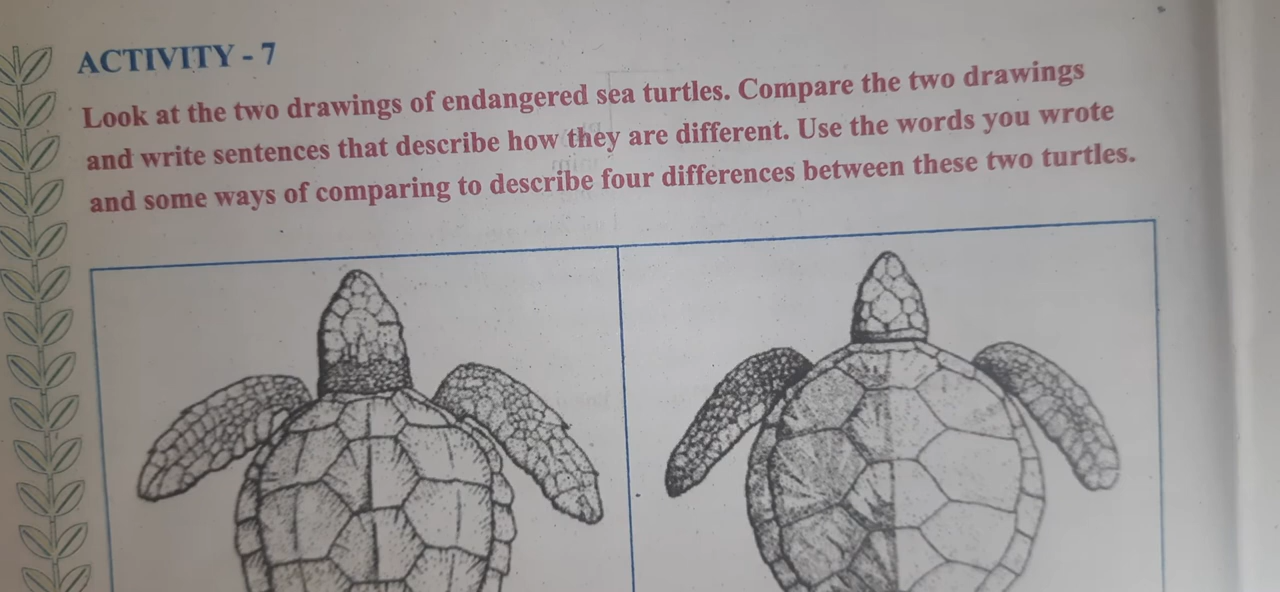 ACTIVITY - 7
Look at the two drawings of endangered sea turtles. Compare the two drawings
and write sentences that describe how they are different. Use the words you wrote
and some ways of comparing to describe four differences between these two turtles.